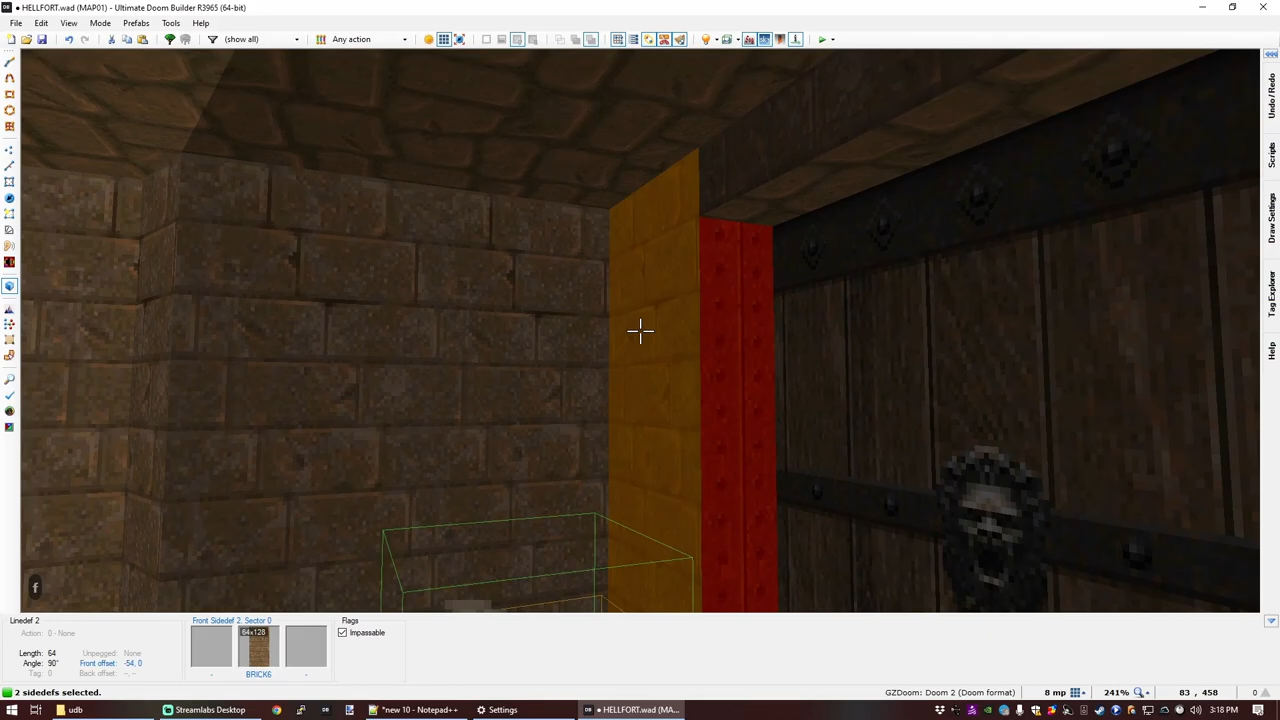 ● HELLFORT.wad (MAP01) - Ultimate Doom Builder R3965 (64-bit)
File Edit View Mode Prefabs Tools Help
(show all) Any action
Undo / Redo
Scripts
Draw Settings
Tag Explorer
Help
Linedef 2
Action: 0 - None
Length: 64 Unpegged: None
Angle: 90° Front offset: -54, 0
Tag: 0 Back offset: --, --
Front Sidedef 2. Sector 0
64x128
- BRICK6 -
Flags
Impassable
2 sidedefs selected.
GZDoom: Doom 2 (Doom format) 8 mp 241% 83 , 458 0
udb Streamlabs Desktop *new 10 - Notepad++ Settings ● HELLFORT.wad (MA... 3:18 PM